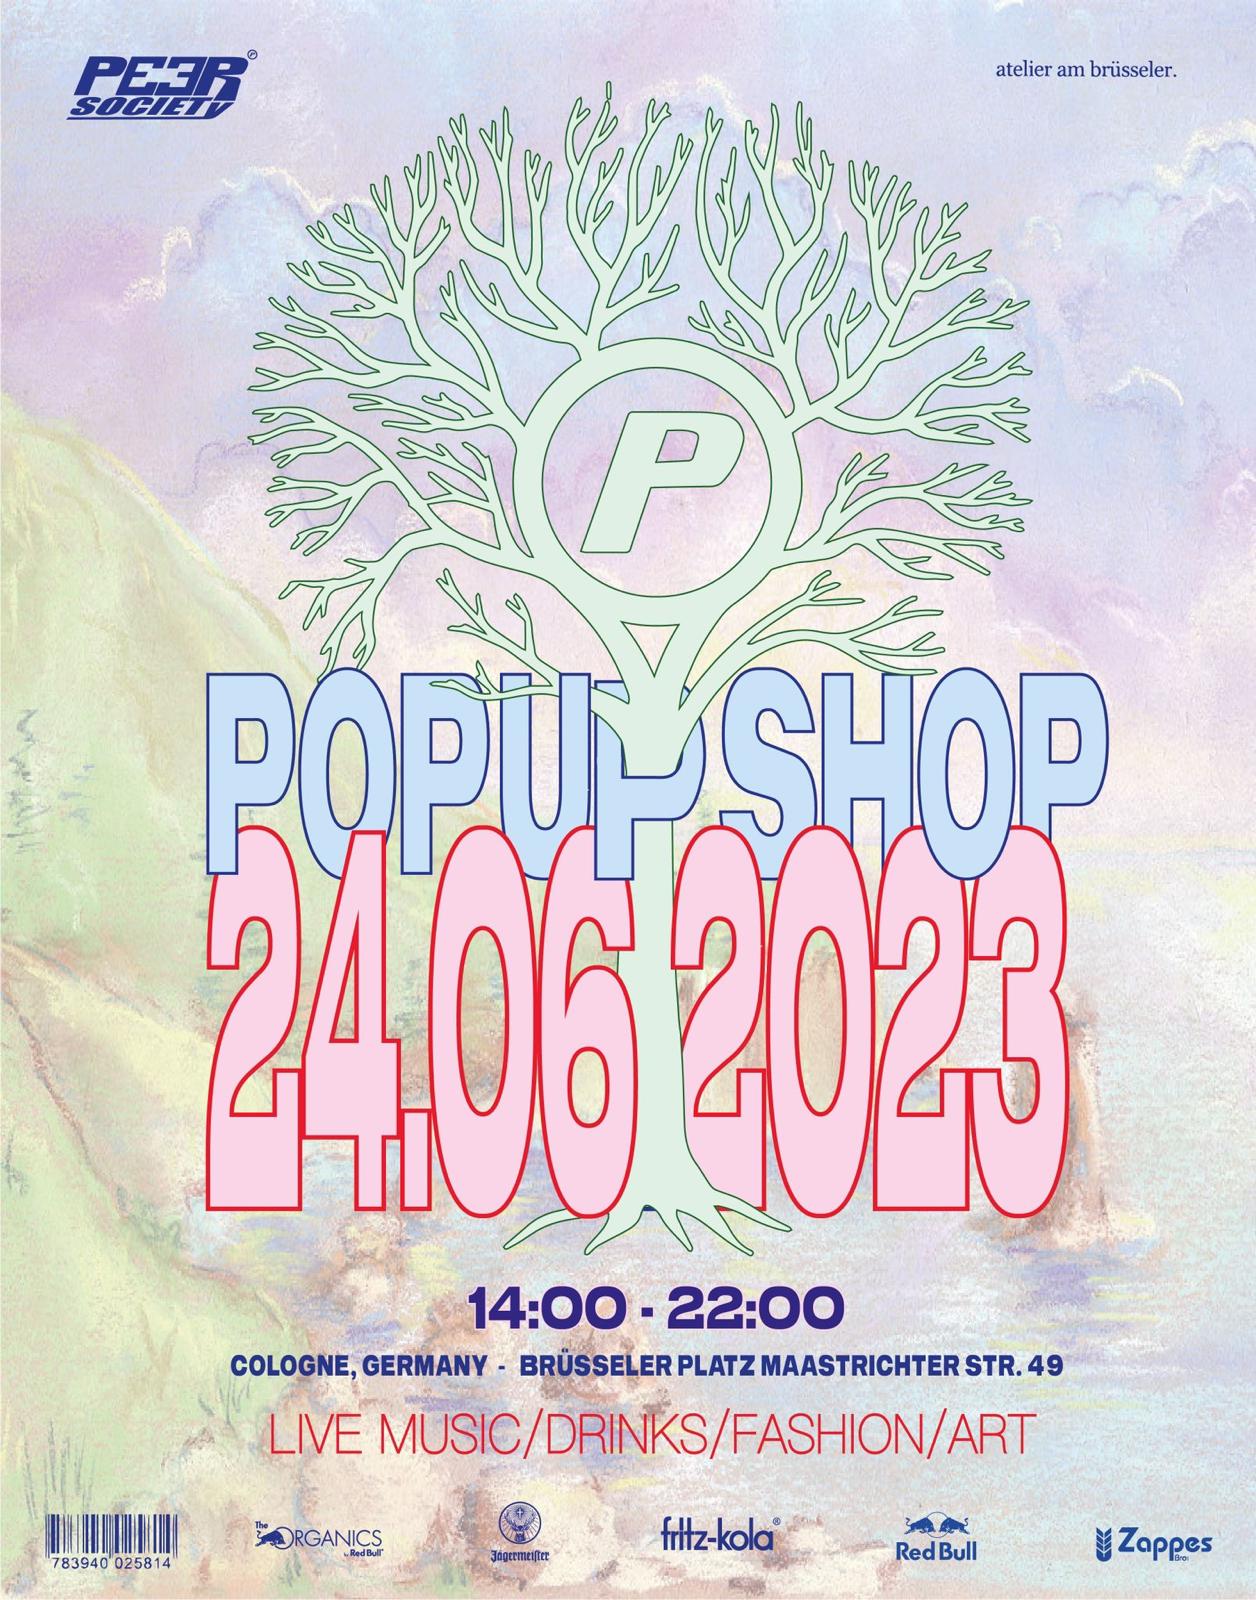 PEER
SOCIETY
®
atelier am brüsseler.
P
POPUP SHOP
24.06 2023
14:00 - 22:00
COLOGNE, GERMANY - BRÜSSELER PLATZ MAASTRICHTER STR. 49
LIVE MUSIC/DRINKS/FASHION/ART
783940 025814
The
ORGANICS
by Red Bull®
Jägermeister
fritz-kola®
Red Bull
Zappes
Broi